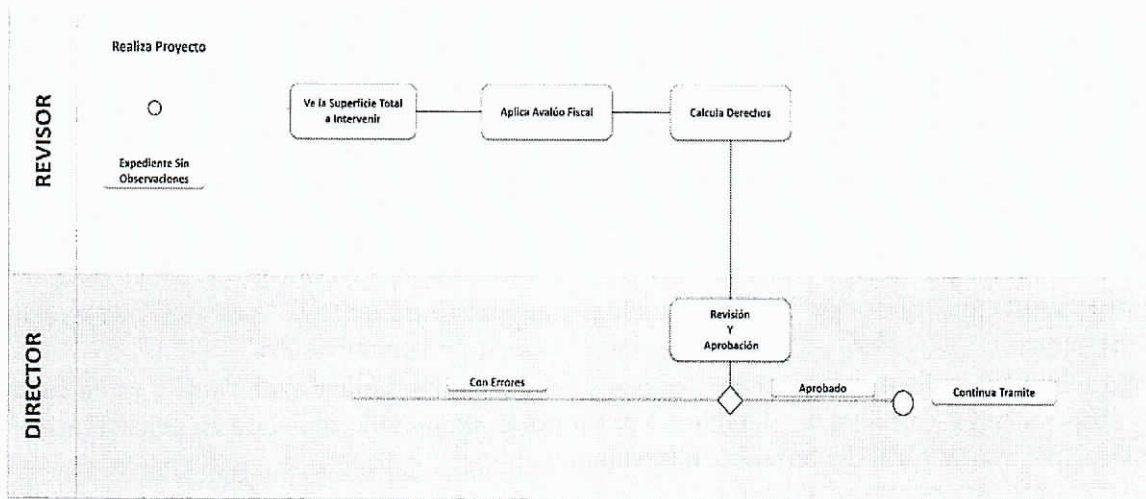 REVISOR
Realiza Proyecto
Expediente Sin
Observaciones
Ve la Superficie Total
a Intervenir
Aplica Avalúo Fiscal
Calcula Derechos
DIRECTOR
Revisión
Y
Aprobación
Con Errores
Aprobado
Continua Tramite